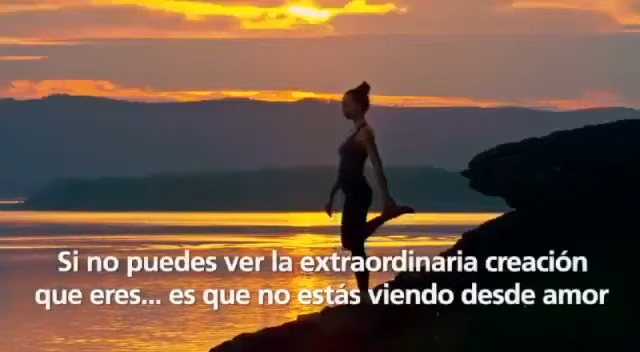 Si no puedes ver la extraordinaria creación
que eres... es que no estás viendo desde amor